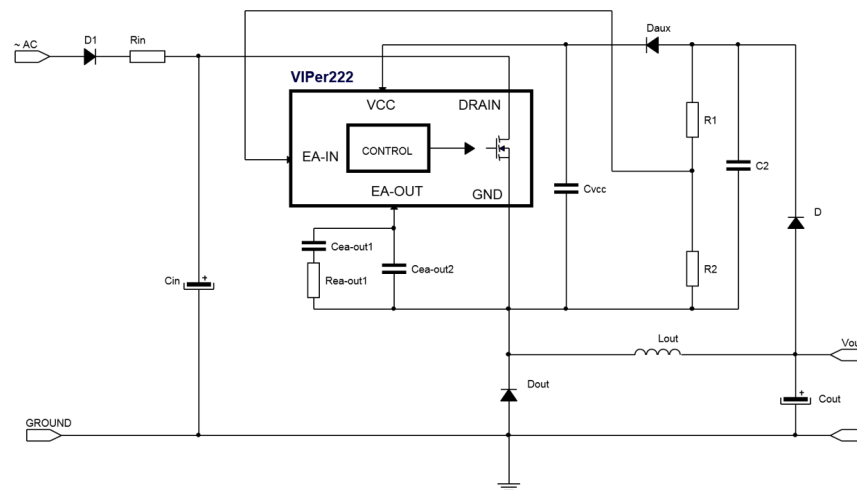 ~ AC
D1
Rin
Daux
VIPer222
VCC
DRAIN
R1
EA-IN
CONTROL
C2
EA-OUT
GND
Cvcc
D
Cea-out1
Cea-out2
R2
Cin
+
Rea-out1
Lout
Dout
+
Cout
GROUND